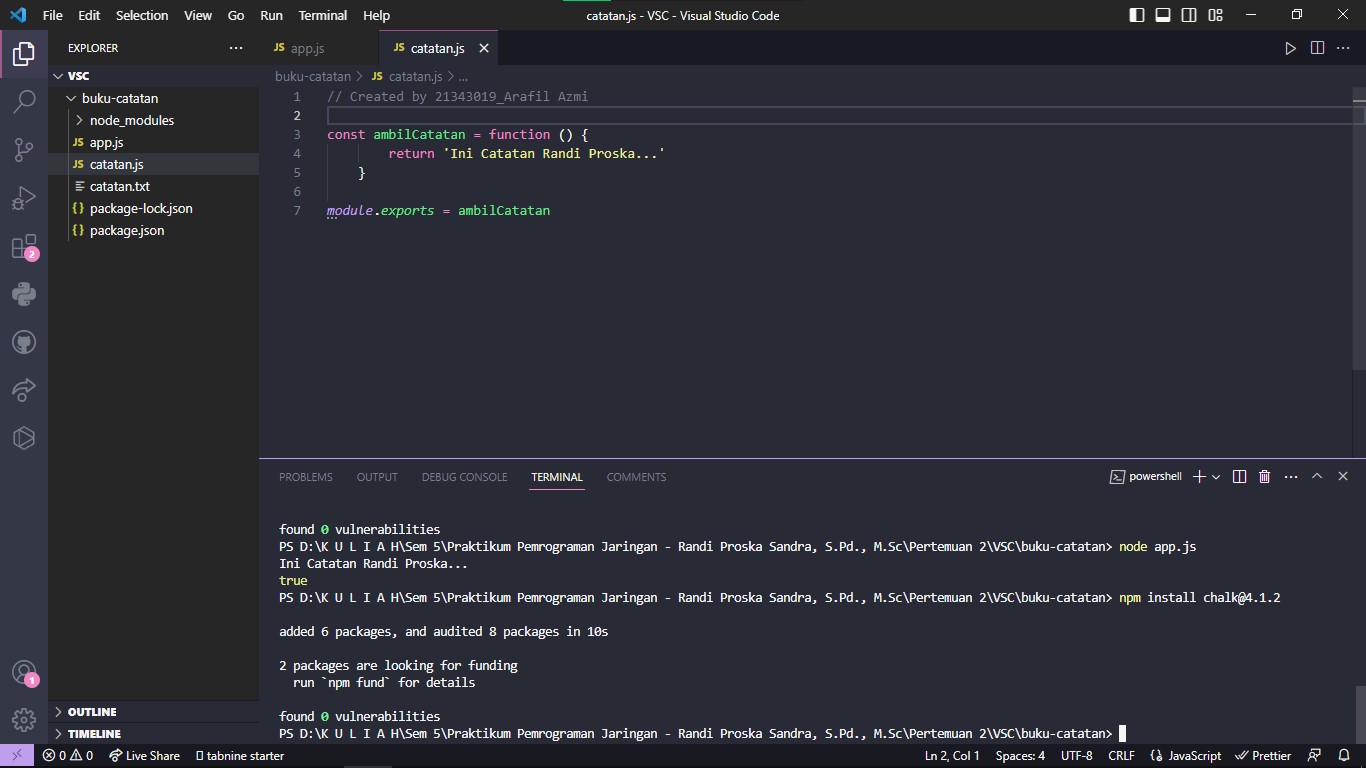 File Edit Selection View Go Run Terminal Help catatan.js - VSC - Visual Studio Code
EXPLORER ··· JS app.js JS catatan.js
VSC
buku-catatan
node_modules
JS app.js
JS catatan.js
catatan.txt
{} package-lock.json
{} package.json
2
1
OUTLINE
TIMELINE
buku-catatan > JS catatan.js > ...
1 // Created by 21343019_Arafil Azmi
2
3 const ambilCatatan = function () {
4 return 'Ini Catatan Randi Proska...'
5 }
6
7 module.exports = ambilCatatan
PROBLEMS OUTPUT DEBUG CONSOLE TERMINAL COMMENTS powershell
found 0 vulnerabilities
PS D:\K U L I A H\Sem 5\Praktikum Pemrograman Jaringan - Randi Proska Sandra, S.Pd., M.Sc\Pertemuan 2\VSC\buku-catatan> node app.js
Ini Catatan Randi Proska...
true
PS D:\K U L I A H\Sem 5\Praktikum Pemrograman Jaringan - Randi Proska Sandra, S.Pd., M.Sc\Pertemuan 2\VSC\buku-catatan> npm install chalk@4.1.2
added 6 packages, and audited 8 packages in 10s
2 packages are looking for funding
run `npm fund` for details
found 0 vulnerabilities
PS D:\K U L I A H\Sem 5\Praktikum Pemrograman Jaringan - Randi Proska Sandra, S.Pd., M.Sc\Pertemuan 2\VSC\buku-catatan>
0 0 Live Share tabnine starter Ln 2, Col 1 Spaces: 4 UTF-8 CRLF {} JavaScript Prettier